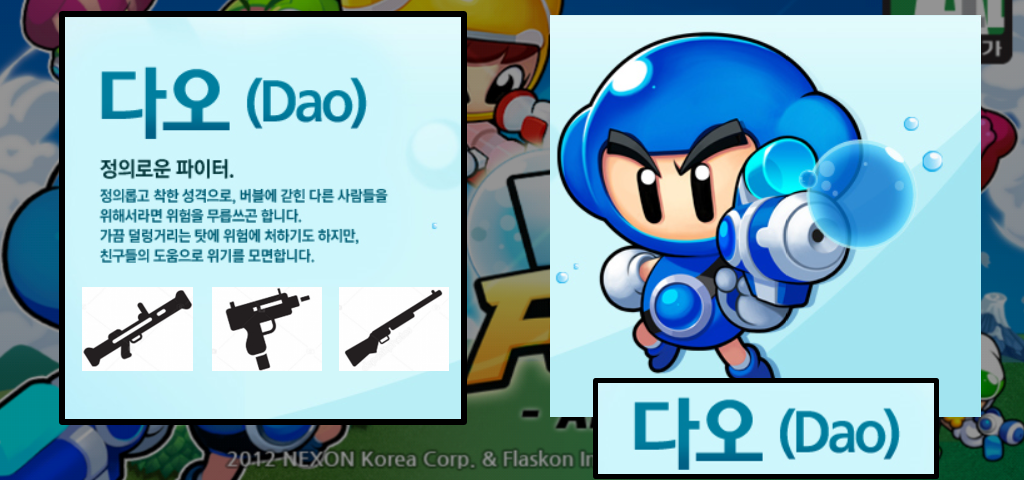 다오 (Dao)
정의로운 파이터.
정의롭고 착한 성격으로, 버블에 갇힌 다른 사람들을
위해서라면 위험을 무릅쓰곤 합니다.
가끔 덜렁거리는 탓에 위험에 처하기도 하지만,
친구들의 도움으로 위기를 모면합니다.
다오 (Dao)
2012 NEXON Korea Corp. & Flaskon